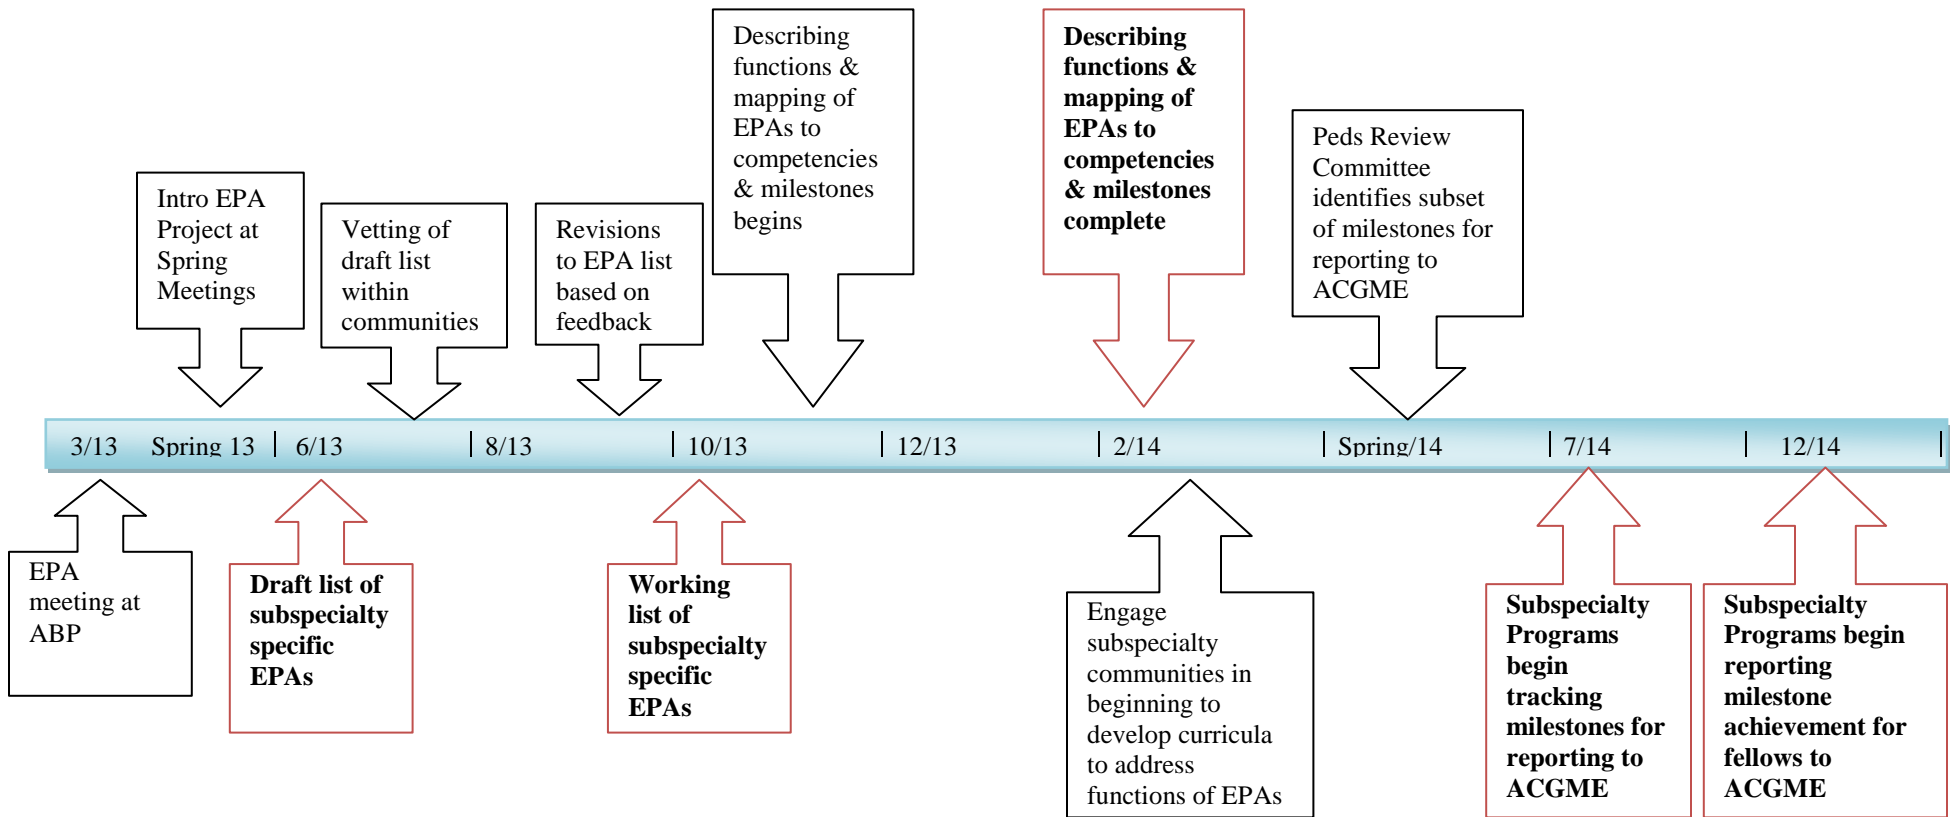 Intro EPA
Project at
Spring
Meetings
Vetting of
draft list
within
communities
Revisions
to EPA list
based on
feedback
Describing
functions &
mapping of
EPAs to
competencies
& milestones
begins
Describing
functions &
mapping of
EPAs to
competencies
& milestones
complete
Peds Review
Committee
identifies subset
of milestones for
reporting to
ACGME
3/13 Spring 13 | 6/13 | 8/13 | 10/13 | 12/13 | 2/14 | Spring/14 | 7/14 | 12/14 |
EPA
meeting at
ABP
Draft list of
subspecialty
specific
EPAs
Working
list of
subspecialty
specific
EPAs
Engage
subspecialty
communities in
beginning to
develop curricula
to address
functions of EPAs
Subspecialty
Programs
begin
tracking
milestones for
reporting to
ACGME
Subspecialty
Programs begin
reporting
milestone
achievement for
fellows to
ACGME